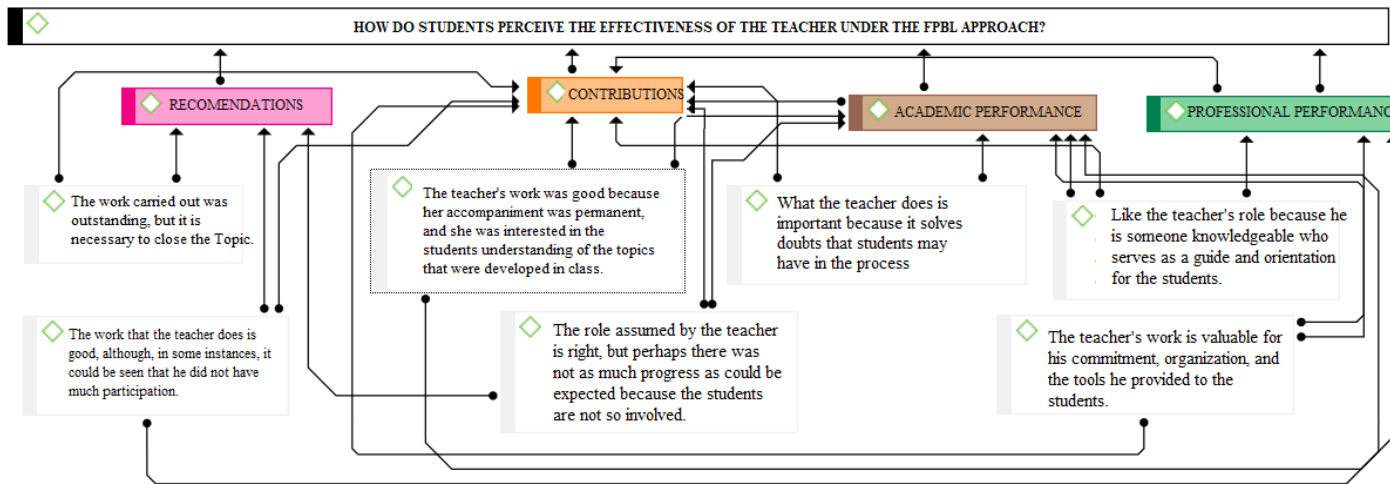 HOW DO STUDENTS PERCEIVE THE EFFECTIVENESS OF THE TEACHER UNDER THE FPBL APPROACH?
RECOMENDATIONS
CONTRIBUTIONS
ACADEMIC PERFORMANCE
PROFESSIONAL PERFORMANC
The work carried out was
outstanding, but it is
necessary to close the Topic.
The teacher's work was good because
her accompaniment was permanent,
and she was interested in the
students understanding of the topics
that were developed in class.
What the teacher does is
important because it solves
doubts that students may
have in the process
Like the teacher's role because he
is someone knowledgeable who
serves as a guide and orientation
for the students.
The work that the teacher does is
good, although, in some instances, it
could be seen that he did not have
much participation.
The role assumed by the teacher
is right, but perhaps there was
not as much progress as could be
expected because the students
are not so involved.
The teacher's work is valuable for
his commitment, organization, and
the tools he provided to the
students.